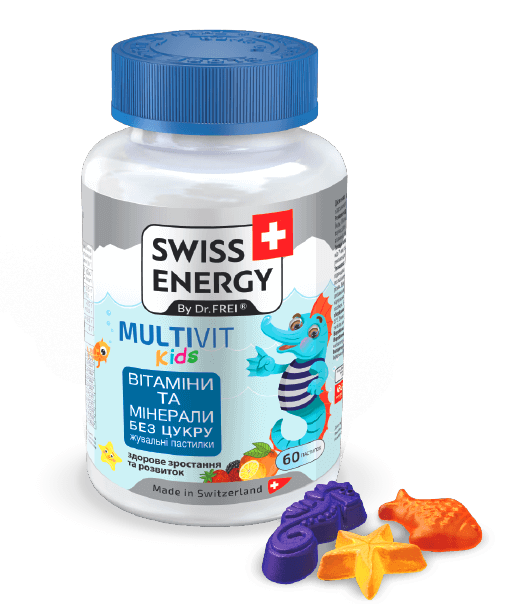 SWISS
ENERGY
By Dr.FREI®
MULTIVIT
Kids
ВІТАМІНИ
ТА
МІНЕРАЛИ
БЕЗ ЦУКРУ
жувальні пастилки
здорове зростання
та розвиток
60 ПАСТИЛОК
Made in Switzerland